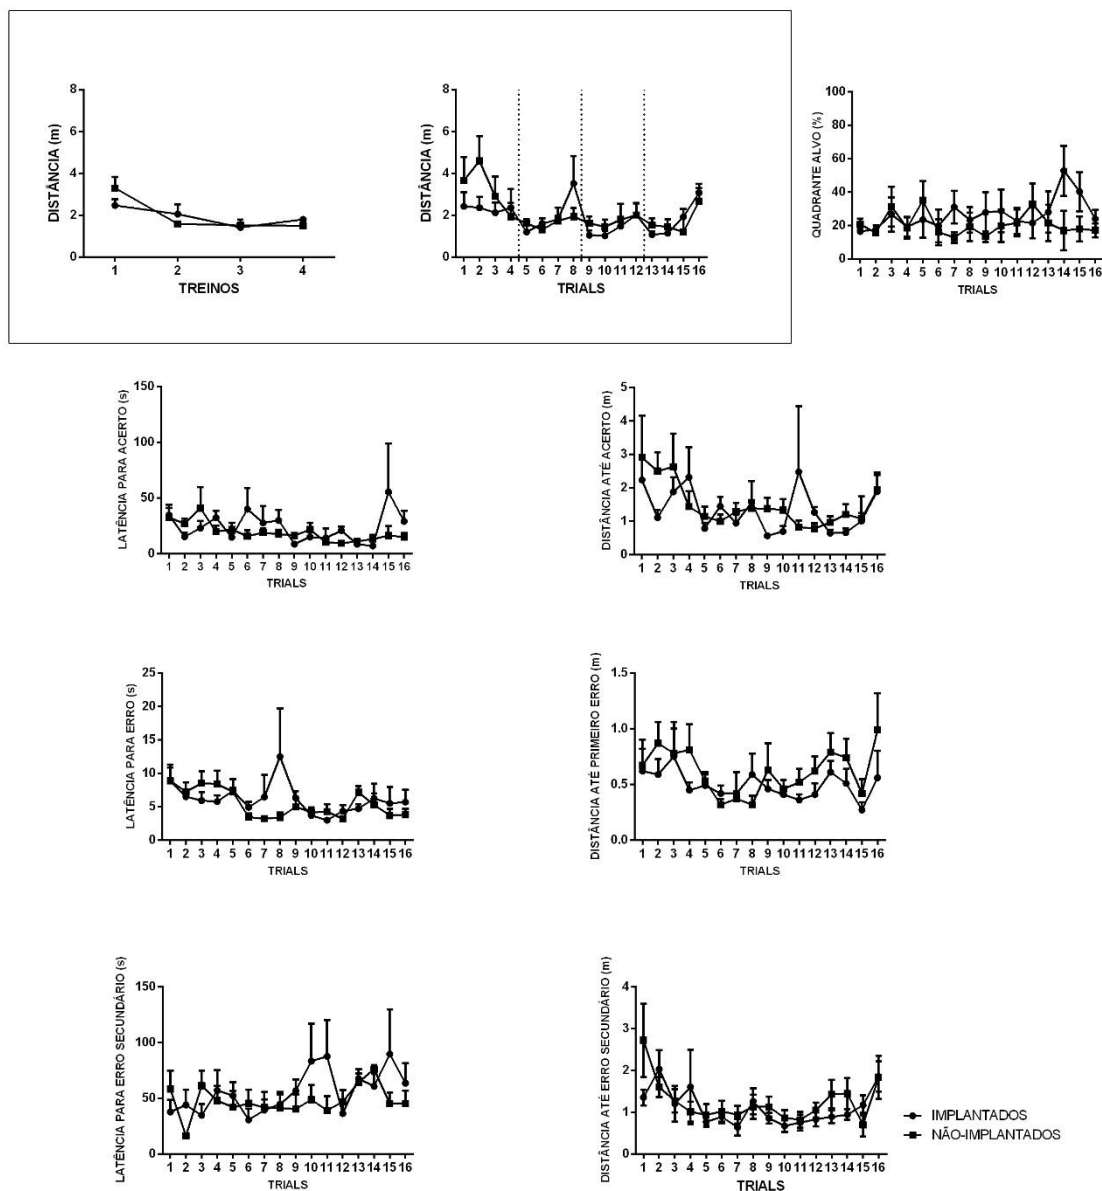 DISTÂNCIA (m)
8
6
4
2
0
1 2 3 4
TREINOS
DISTÂNCIA (m)
8
6
4
2
0
1 2 3 4 5 6 7 8 9 10 11 12 13 14 15 16
TRIALS
QUADRANTE ALVO (%)
100
80
60
40
20
0
1 2 3 4 5 6 7 8 9 10 11 12 13 14 15 16
TRIALS
LATÊNCIA PARA ACERTO (s)
150
100
50
0
1 2 3 4 5 6 7 8 9 10 11 12 13 14 15 16
TRIALS
DISTÂNCIA ATÉ ACERTO (m)
5
4
3
2
1
0
1 2 3 4 5 6 7 8 9 10 11 12 13 14 15 16
TRIALS
LATÊNCIA PARA ERRO (s)
25
20
15
10
5
0
1 2 3 4 5 6 7 8 9 10 11 12 13 14 15 16
TRIALS
DISTÂNCIA ATÉ PRIMEIRO ERRO (m)
1.5
1.0
0.5
0.0
1 2 3 4 5 6 7 8 9 10 11 12 13 14 15 16
TRIALS
LATÊNCIA PARA ERRO SECUNDÁRIO (s)
150
100
50
0
1 2 3 4 5 6 7 8 9 10 11 12 13 14 15 16
TRIALS
DISTÂNCIA ATÉ ERRO SECUNDÁRIO (m)
4
3
2
1
0
1 2 3 4 5 6 7 8 9 10 11 12 13 14 15 16
TRIALS
IMPLANTADOS
NÃO-IMPLANTADOS